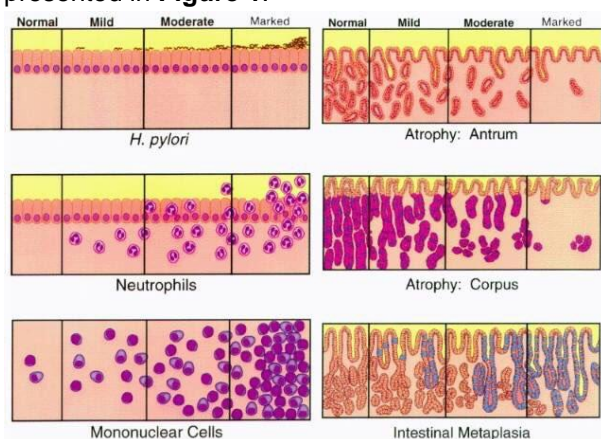 presented in Figure 1.
Normal Mild Moderate Marked
H. pylori
Neutrophils
Mononuclear Cells
Normal Mild Moderate Marked
Atrophy: Antrum
Atrophy: Corpus
Intestinal Metaplasia